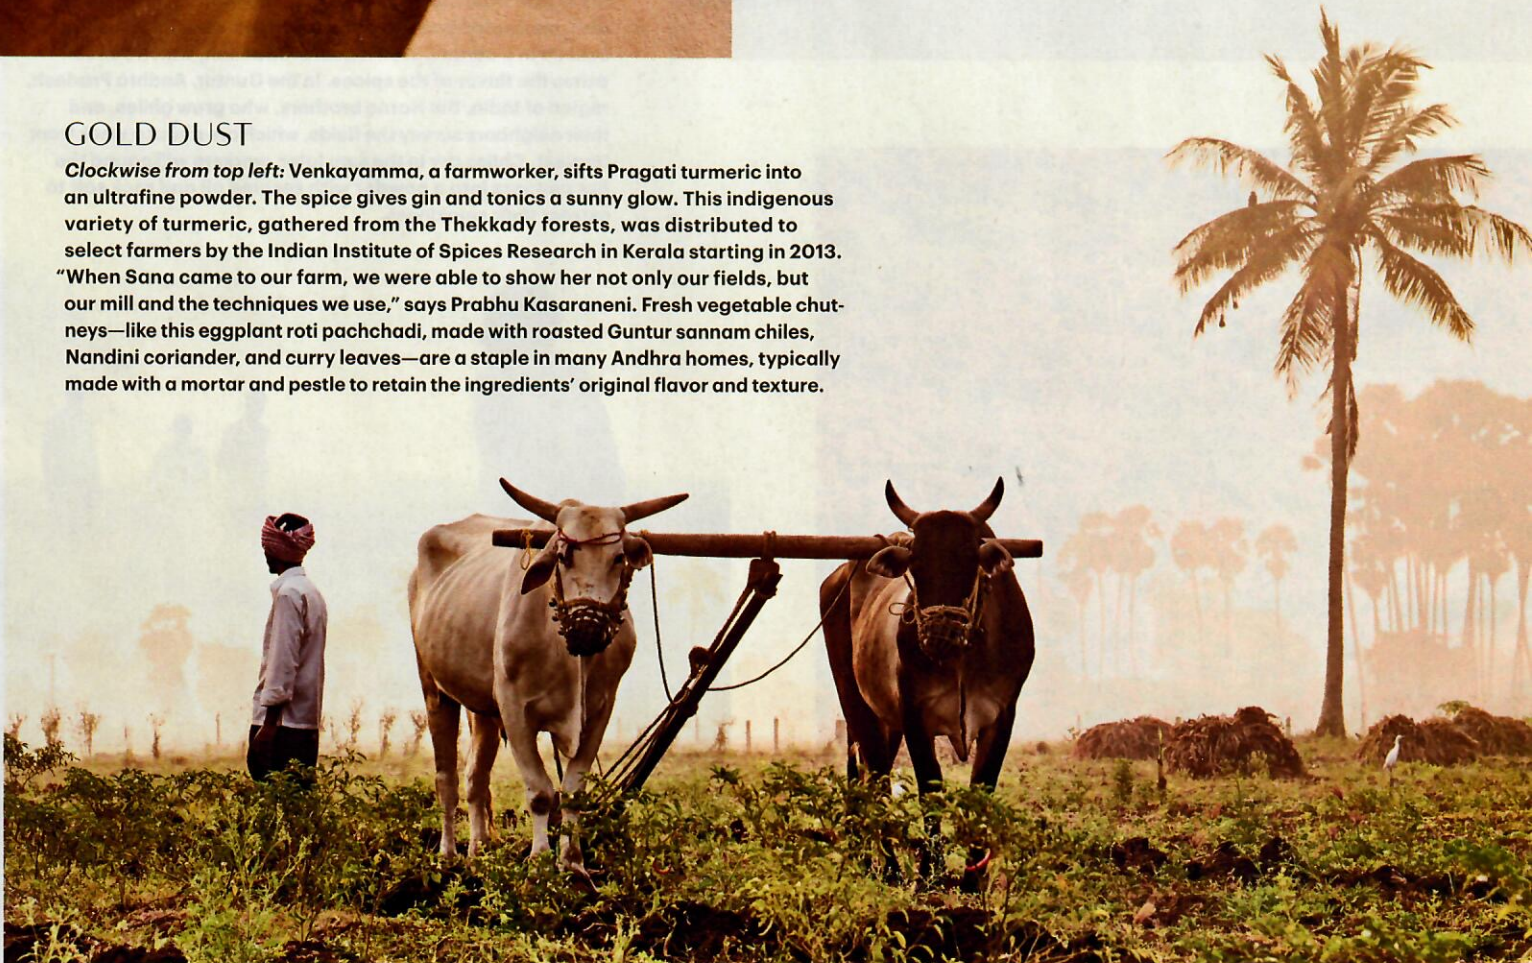 GOLD DUST
Clockwise from top left: Venkayamma, a farmworker, sifts Pragati turmeric into
an ultrafine powder. The spice gives gin and tonics a sunny glow. This indigenous
variety of turmeric, gathered from the Thekkady forests, was distributed to
select farmers by the Indian Institute of Spices Research in Kerala starting in 2013.
“When Sana came to our farm, we were able to show her not only our fields, but
our mill and the techniques we use,” says Prabhu Kasaraneni. Fresh vegetable chut-
neys—like this eggplant roti pachchadi, made with roasted Guntur sannam chiles,
Nandini coriander, and curry leaves—are a staple in many Andhra homes, typically
made with a mortar and pestle to retain the ingredients’ original flavor and texture.